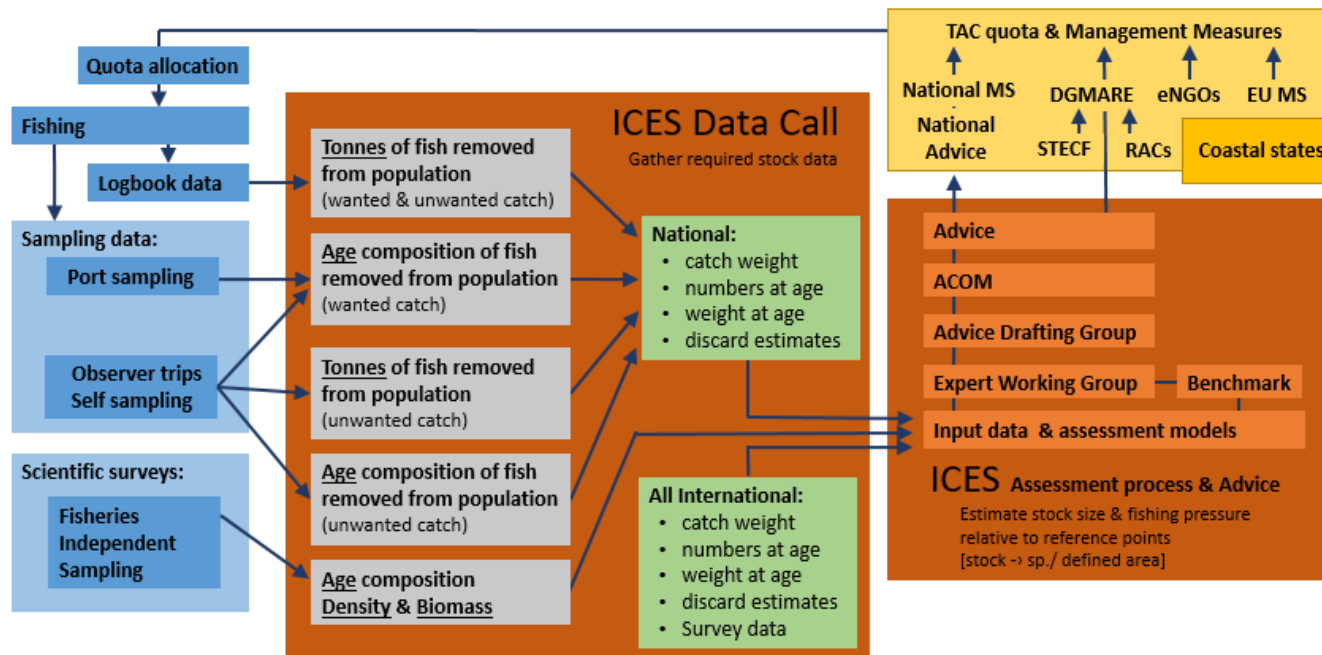 TAC quota & Management Measures
Quota allocation
National MS
DGMARE
eNGOs
EU MS
National
Advice
STECF
RACs
Coastal states
Fishing
Logbook data
Sampling data:
Port sampling
Observer trips
Self sampling
Scientific surveys:
Fisheries
Independent
Sampling
ICES Data Call
Gather required stock data
Tonnes of fish removed
from population
(wanted & unwanted catch)
Age composition of fish
removed from population
(wanted catch)
Tonnes of fish removed
from population
(unwanted catch)
Age composition of fish
removed from population
(unwanted catch)
Age composition
Density & Biomass
National:
• catch weight
• numbers at age
• weight at age
• discard estimates
All International:
• catch weight
• numbers at age
• weight at age
• discard estimates
• Survey data
Advice
ACOM
Advice Drafting Group
Expert Working Group
Benchmark
Input data & assessment models
ICES Assessment process & Advice
Estimate stock size & fishing pressure
relative to reference points
[stock -> sp./ defined area]